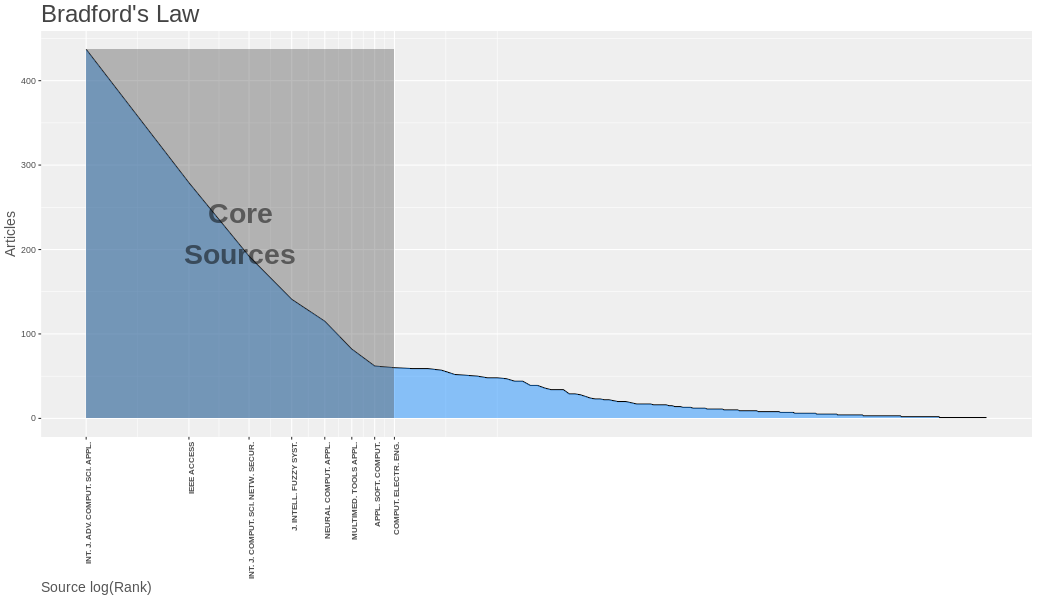 Bradford's Law
Articles
400
300
200
100
0
Core
Sources
INT. J. ADV. COMPUT. SCI. APPL.
IEEE ACCESS
INT. J. COMPUT. SCI. NETW. SECUR.
J. INTELL. FUZZY SYST.
NEURAL COMPUT. APPL.
MULTIMED. TOOLS APPL.
APPL. SOFT. COMPUT.
COMPUT. ELECTR. ENG.
Source log(Rank)